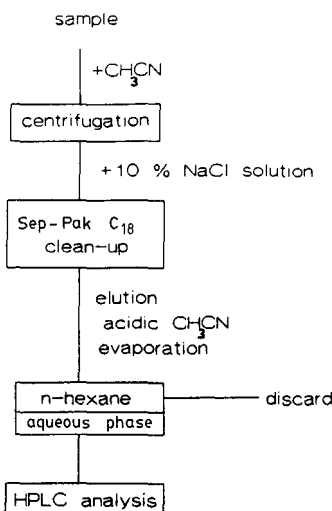 sample
+CH3CN
centrifugation
+10 % NaCl solution
Sep-Pak C18
clean-up
elution
acidic CH3CN
evaporation
n-hexane
discard
aqueous phase
HPLC analysis